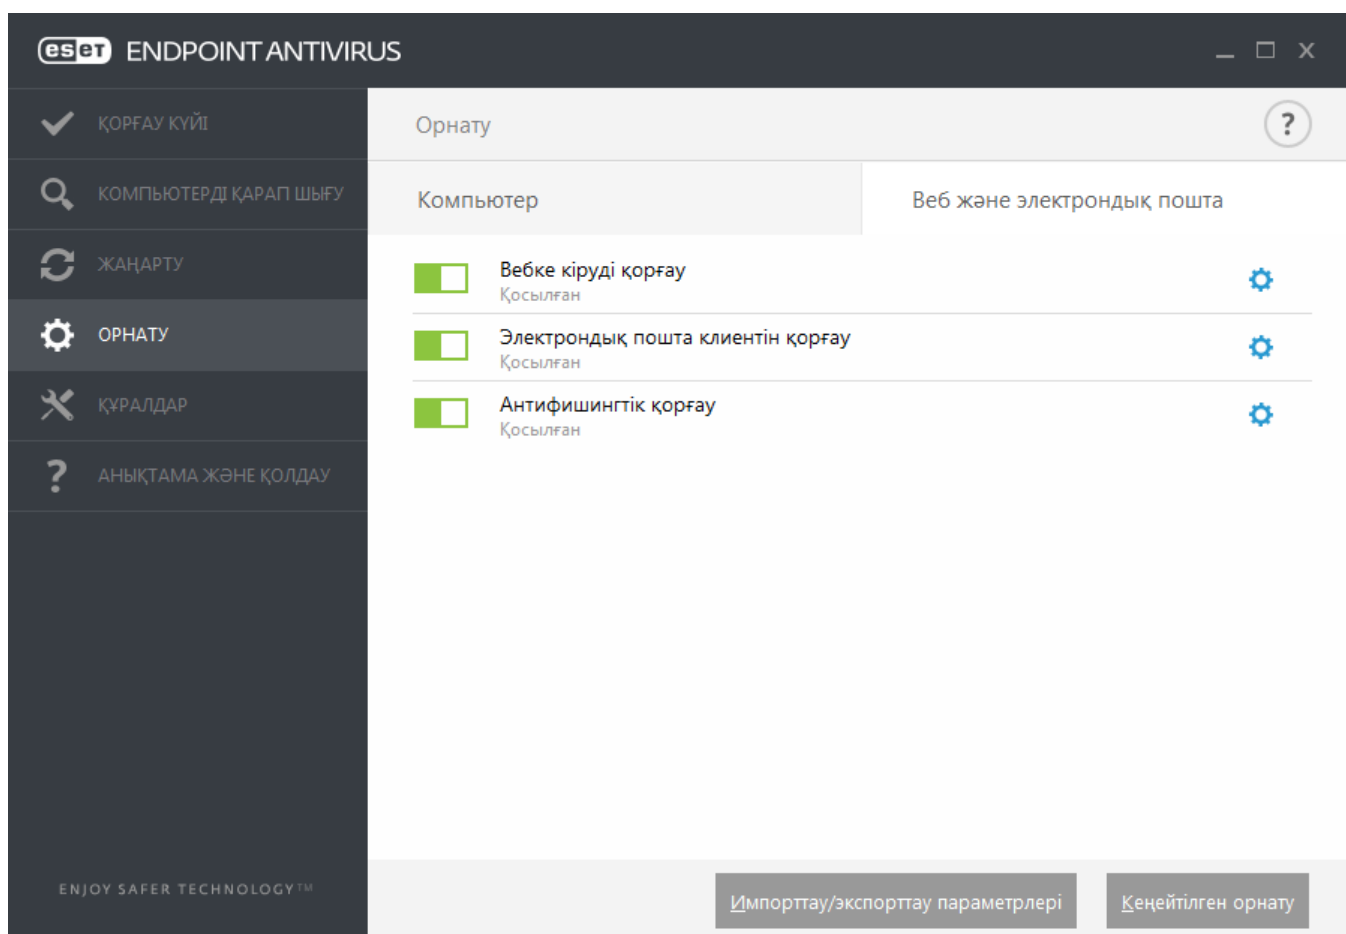 eset ENDPOINT ANTIVIRUS
ҚОРҒАУ КҮЙІ
КОМПЬЮТЕРДІ ҚАРАП ШЫҒУ
ЖАҢАРТУ
ОРНАТУ
ҚҰРАЛДАР
АНЫҚТАМА ЖӘНЕ ҚОЛДАУ
ENJOY SAFER TECHNOLOGY™
Орнату
?
Компьютер
Веб және электрондық пошта
Вебке кіруді қорғау
Қосылған
Электрондық пошта клиентін қорғау
Қосылған
Антифишингтік қорғау
Қосылған
Импорттау/экспорттау параметрлері
Кеңейтілген орнату